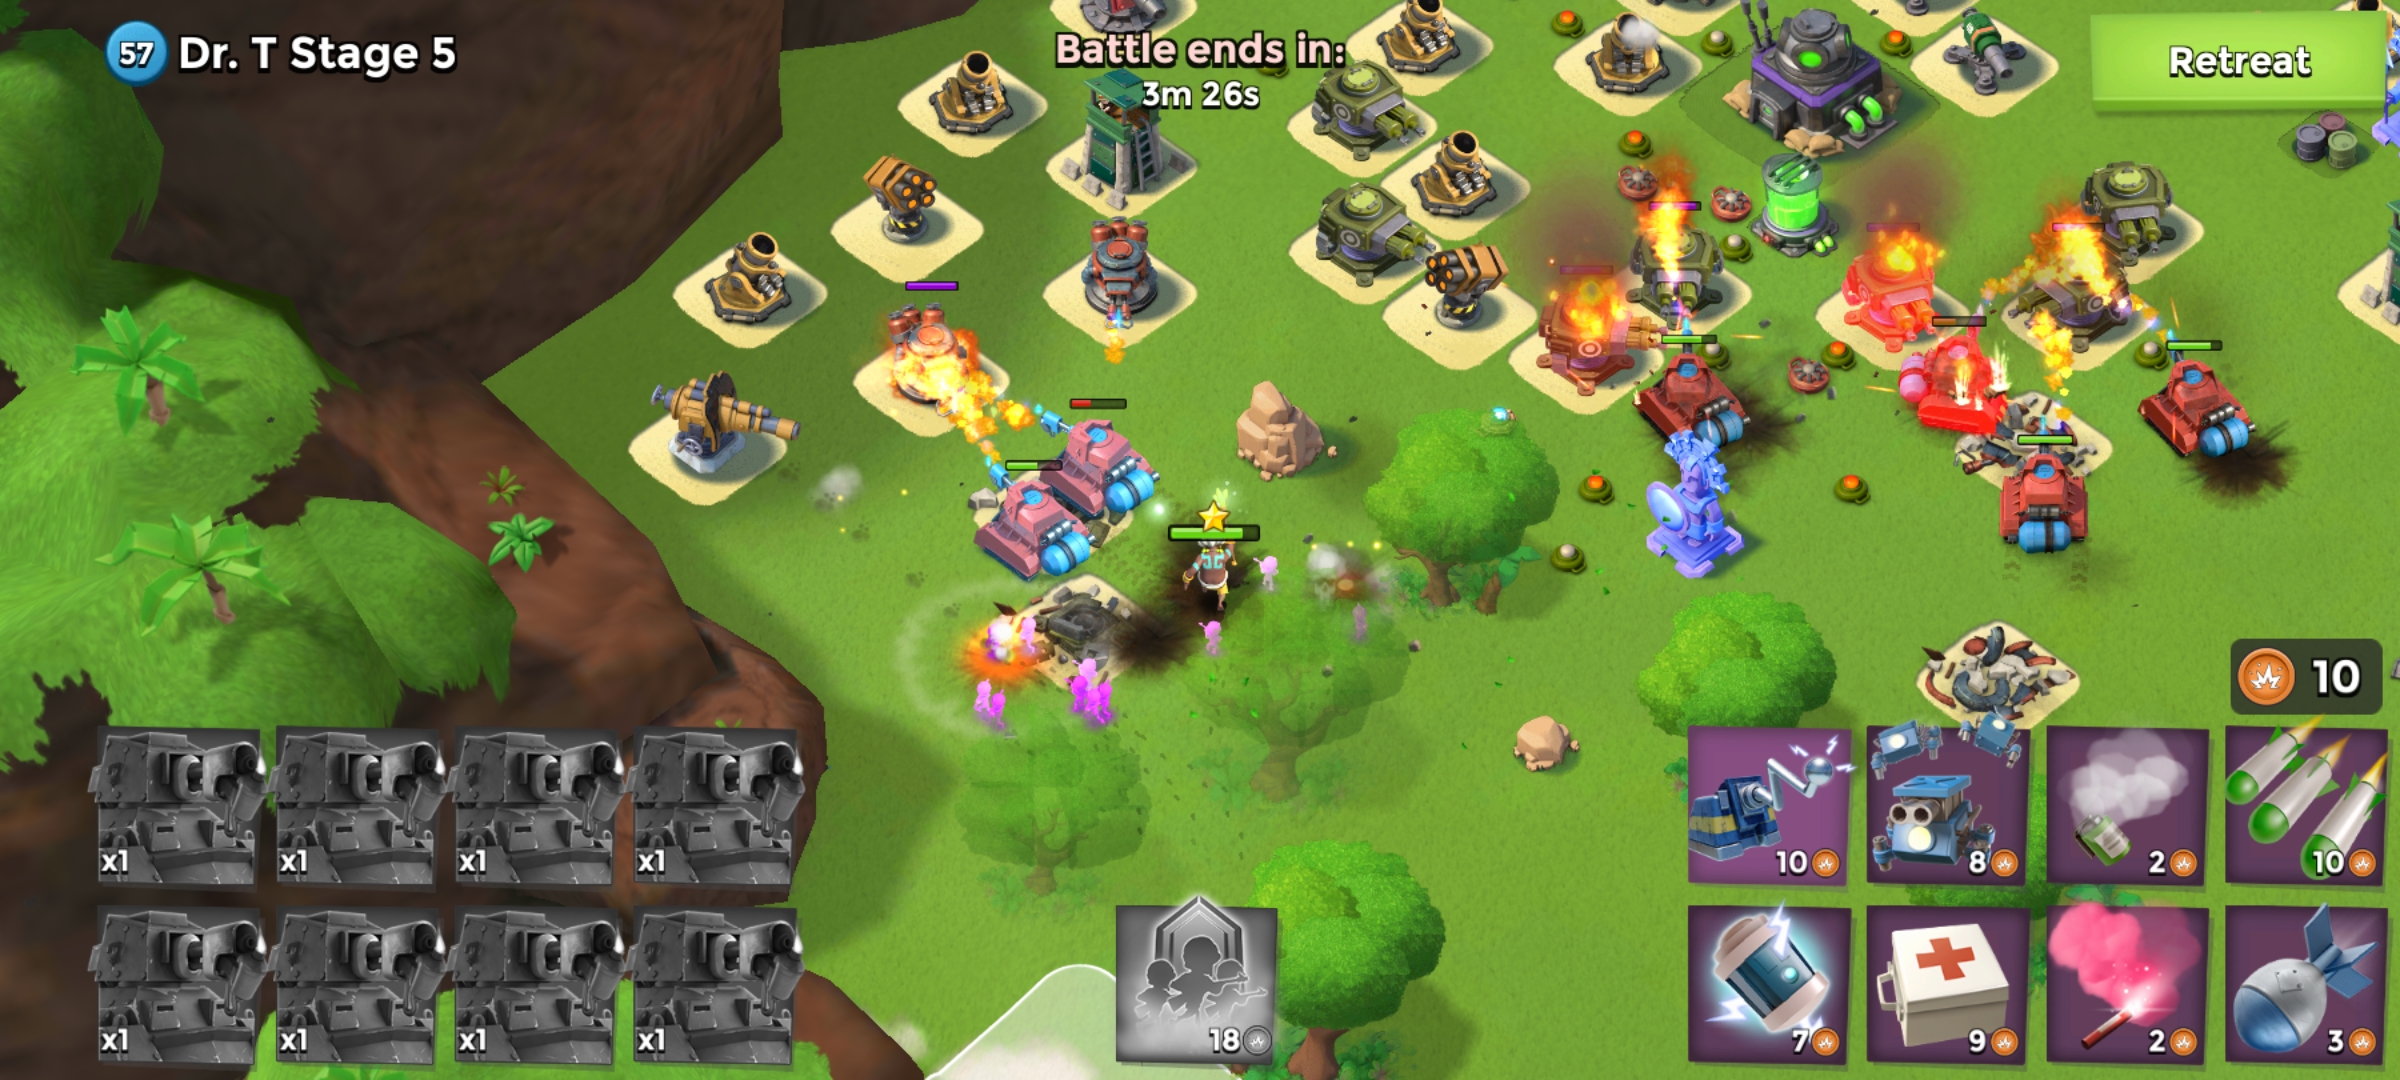 57 Dr. T Stage 5
Battle ends in:
3m 26s
Retreat
10
x1 x1 x1 x1
10 8 2 10
x1 x1 x1 x1
18
7 9 2 3